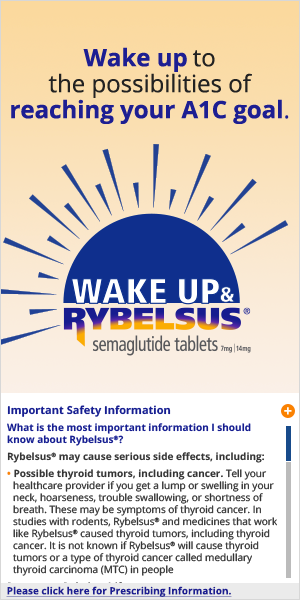 Wake up to
the possibilities of
reaching your A1C goal.
WAKE UP&
RYBELSUS®
semaglutide tablets 7mg | 14mg
Important Safety Information
What is the most important information I should
know about Rybelsus®?
Rybelsus® may cause serious side effects, including:
• Possible thyroid tumors, including cancer. Tell your
healthcare provider if you get a lump or swelling in your
neck, hoarseness, trouble swallowing, or shortness of
breath. These may be symptoms of thyroid cancer. In
studies with rodents, Rybelsus® and medicines that work
like Rybelsus® caused thyroid tumors, including thyroid
cancer. It is not known if Rybelsus® will cause thyroid
tumors or a type of thyroid cancer called medullary
thyroid carcinoma (MTC) in people
Please click here for Prescribing Information.